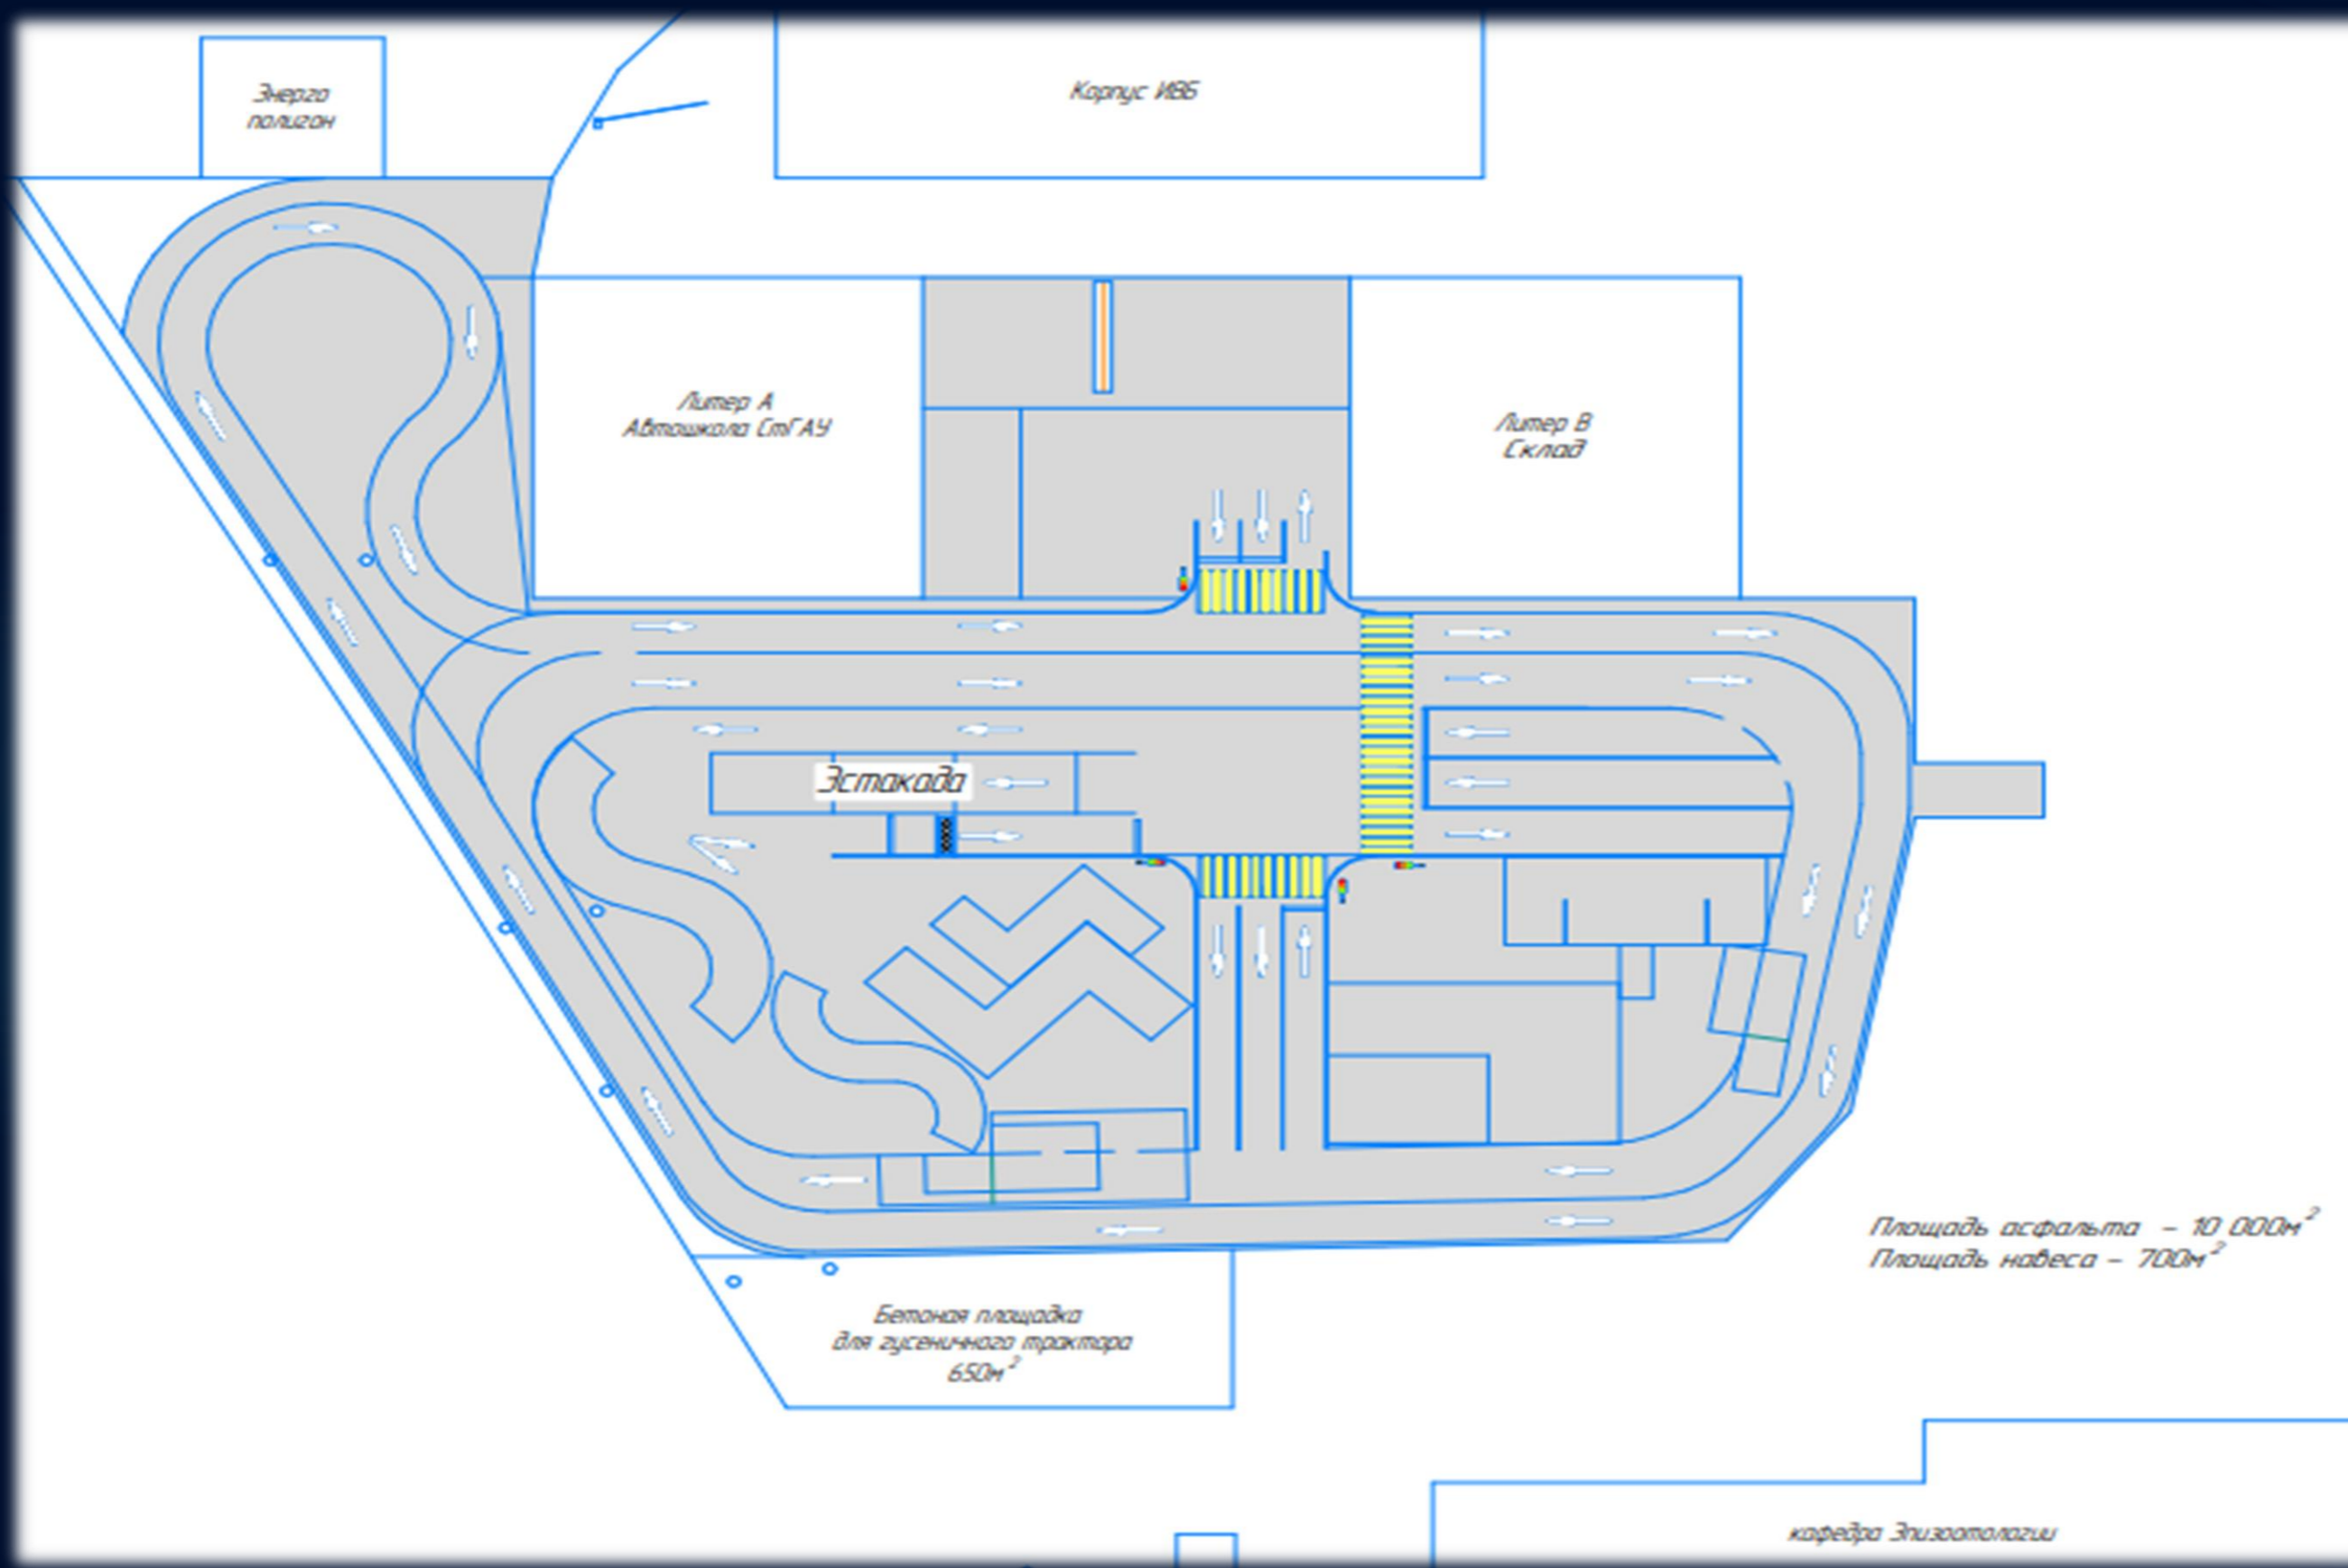 Энерго
полигон
Корпус ИВБ
Литер А
Автошкола СтГАУ
Литер В
Склад
Эстакада
Площадь асфальта - 10 000м²
Площадь навеса - 700м²
Бетоная площадка
для гусеничного трактора
650м²
кафедра Эпизоотологии